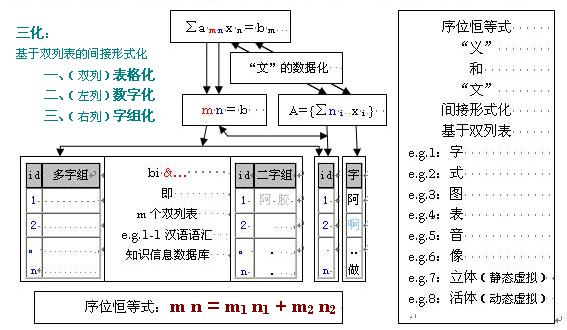 三化:
基于双列表的间接形式化
一、(双列)表格化
二、(左列)数字化
三、(右列)字组化
∑a m n x n = b m
“文”的数据化
m n = b
A={∑n i x i }
id 多字组
1
2
。
n
bi &...
即
m 个双列表
e.g.1-1 汉语语汇
知识信息数据库
id 二字组
1 阿 胶
2
。 .
n .
id 字
1 阿
2 啊
。 ..
n 做
序位恒等式: m n = m1 n1 + m2 n2
序位恒等式
“义”
和
“文”
间接形式化
基于双列表
e.g.1: 字
e.g.2: 式
e.g.3: 图
e.g.4: 表
e.g.5: 音
e.g.6: 像
e.g.7: 立体(静态虚拟)
e.g.8: 活体(动态虚拟)